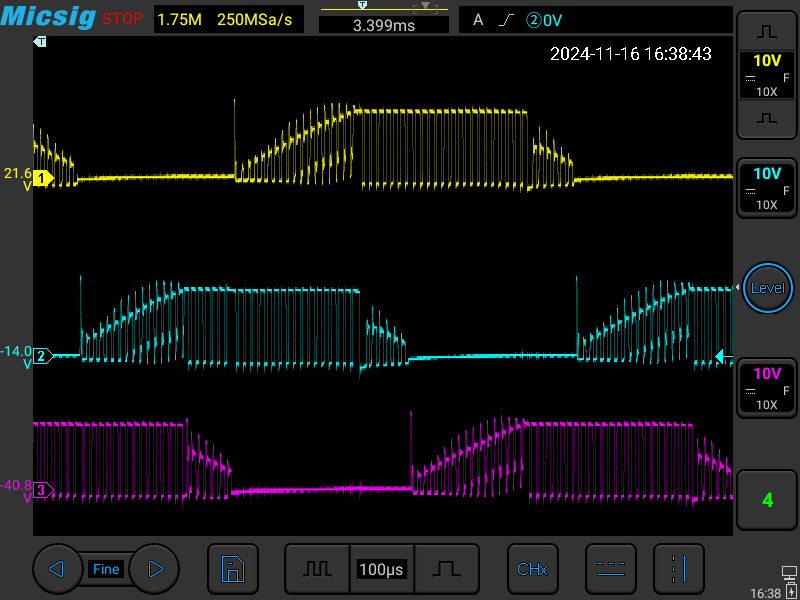 Micsig STOP 1.75M 250MSa/s T 3.399ms A ②0V
T
2024-11-16 16:38:43
10V
F
10X
21.6
V
1
10V
F
10X
Level
-14.0
V
2
10V
F
10X
-40.8
V
3
4
Fine 100µs CHx
16:38